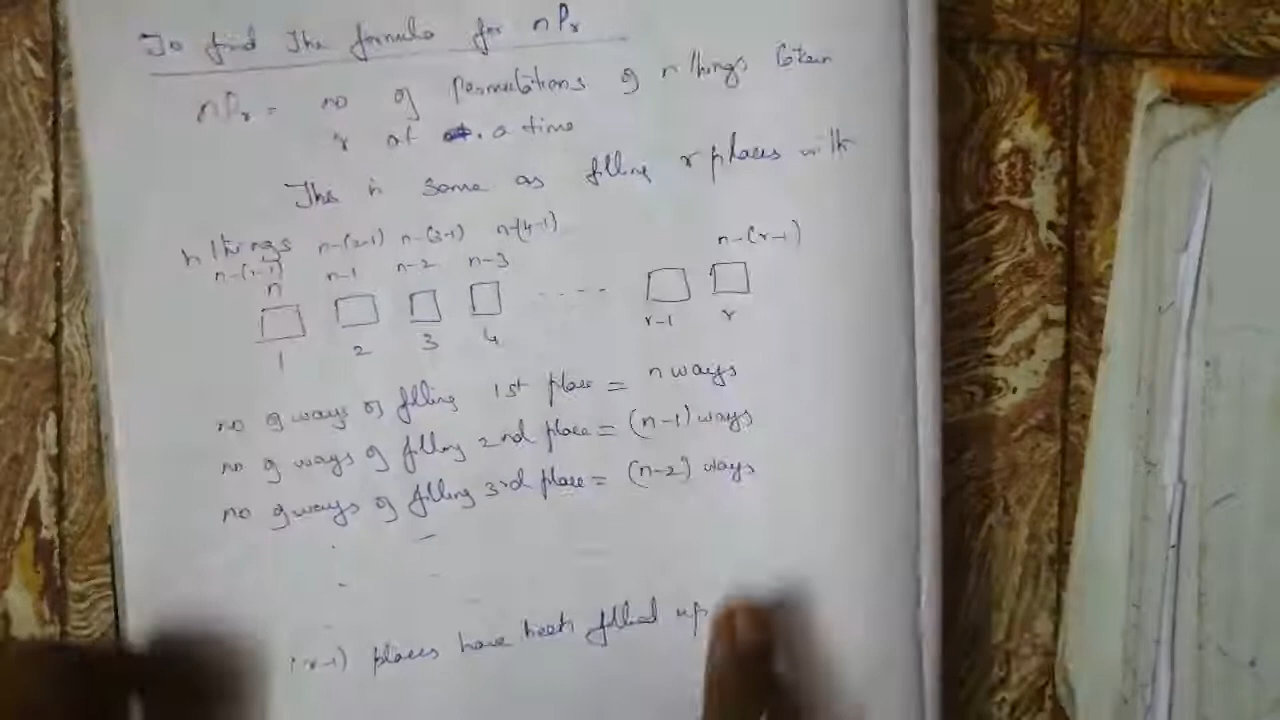 To find the formula for nPr
nPr = no of permutations of n things taken
r at a time
This is same as filling r places with
n things n-(2-1) n-(3-1) n-(4-1) n-(r-1)
n-(1-1)
n n-1 n-2 n-3
1 2 3 4 ..... r-1 r
no of ways of filling 1st place = n ways
no of ways of filling 2nd place = (n-1) ways
no of ways of filling 3rd place = (n-2) ways
(r-1) places have been filled up